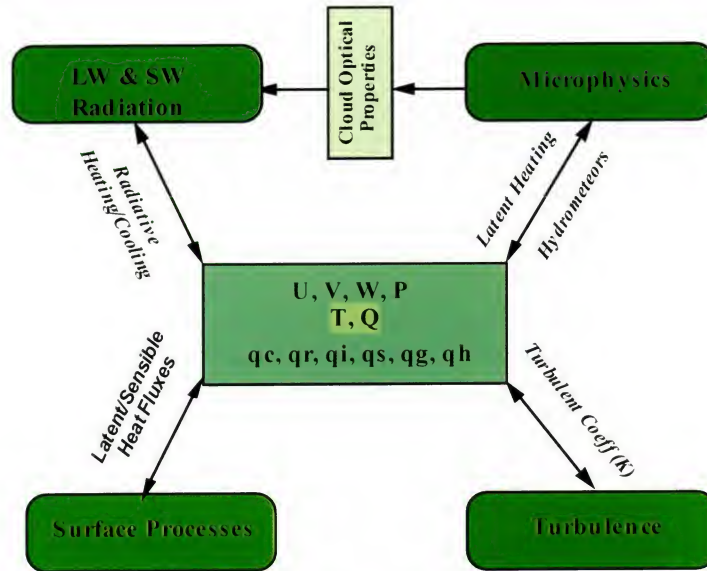 LW & SW
Radiation
Cloud Optical
Properties
Microphysics
Radiative
Heating/Cooling
Latent Heating
Hydrometeors
U, V, W, P
T, Q
qc, qr, qi, qs, qg, qh
Latent/Sensible
Heat Fluxes
Turbulent Coeff (K)
Surface Processes
Turbulence